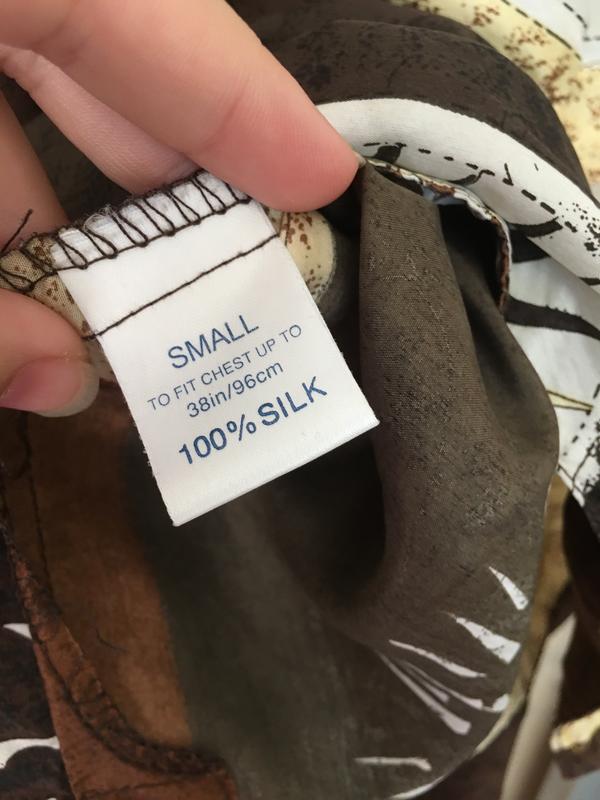 SMALL
TO FIT CHEST UP TO
38in/96cm
100% SILK